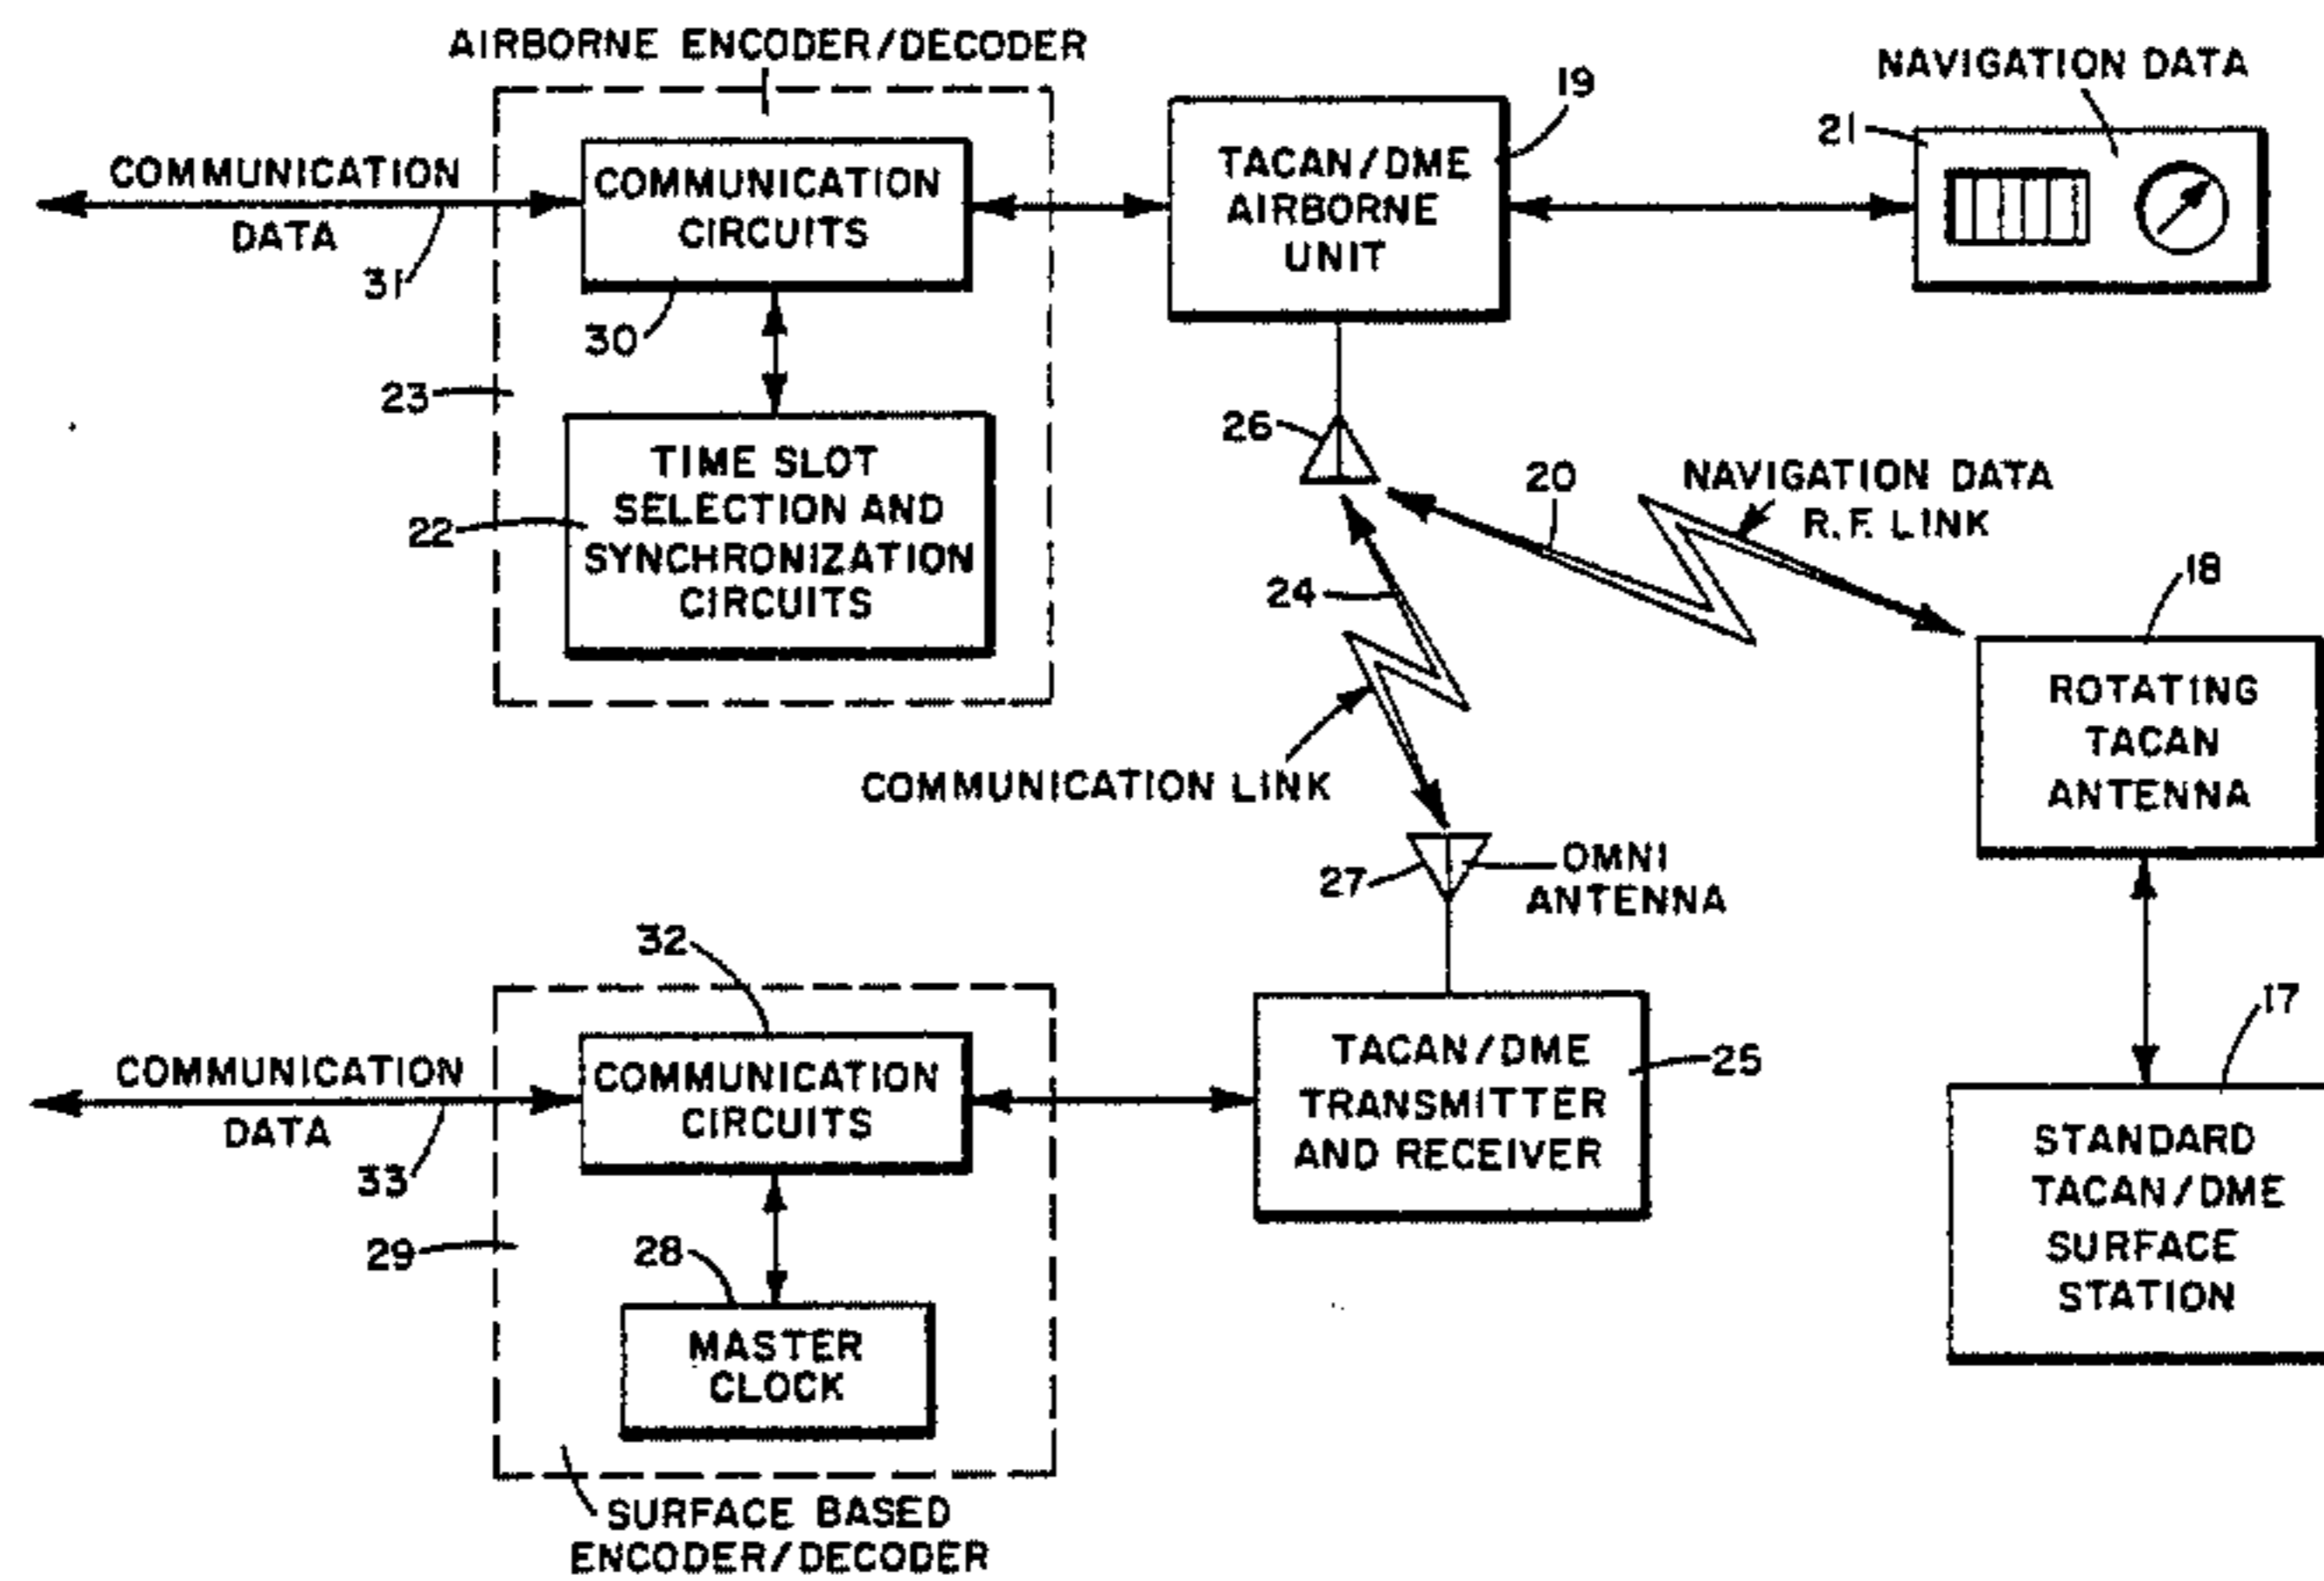 AIRBORNE ENCODER/DECODER
COMMUNICATION
DATA
31
COMMUNICATION
CIRCUITS
30
23
22
TIME SLOT
SELECTION AND
SYNCHRONIZATION
CIRCUITS
19
TACAN/DME
AIRBORNE
UNIT
NAVIGATION DATA
21
26
20
NAVIGATION DATA
R.F. LINK
24
COMMUNICATION LINK
18
ROTATING
TACAN
ANTENNA
27
OMNI
ANTENNA
32
COMMUNICATION
DATA
33
COMMUNICATION
CIRCUITS
29
28
MASTER
CLOCK
SURFACE BASED
ENCODER/DECODER
TACAN/DME
TRANSMITTER
AND RECEIVER
25
17
STANDARD
TACAN/DME
SURFACE
STATION